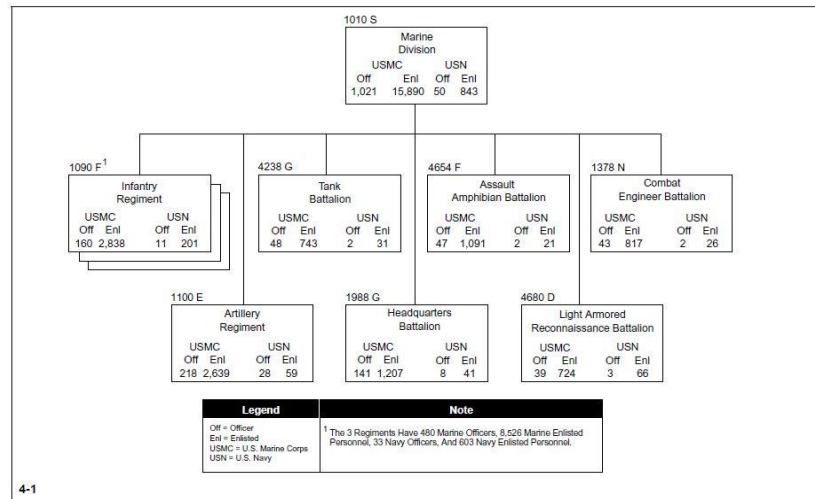 1010 S
Marine
Division
USMC USN
Off Enl Off Enl
1,021 15,890 50 843
1090 F 1
Infantry
Regiment
USMC USN
Off Enl Off Enl
160 2,838 11 201
4238 G
Tank
Battalion
USMC USN
Off Enl Off Enl
48 743 2 31
4654 F
Assault
Amphibian Battalion
USMC USN
Off Enl Off Enl
47 1,091 2 21
1378 N
Combat
Engineer Battalion
USMC USN
Off Enl Off Enl
43 817 2 26
1100 E
Artillery
Regiment
USMC USN
Off Enl Off Enl
218 2,639 28 59
1988 G
Headquarters
Battalion
USMC USN
Off Enl Off Enl
141 1,207 8 41
4680 D
Light Armored
Reconnaissance Battalion
USMC USN
Off Enl Off Enl
39 724 3 66
Legend
Off = Officer
Enl = Enlisted
USMC = U.S. Marine Corps
USN = U.S. Navy
Note
1 The 3 Regiments Have 480 Marine Officers, 8,526 Marine Enlisted
Personnel, 33 Navy Officers, And 603 Navy Enlisted Personnel.
4-1